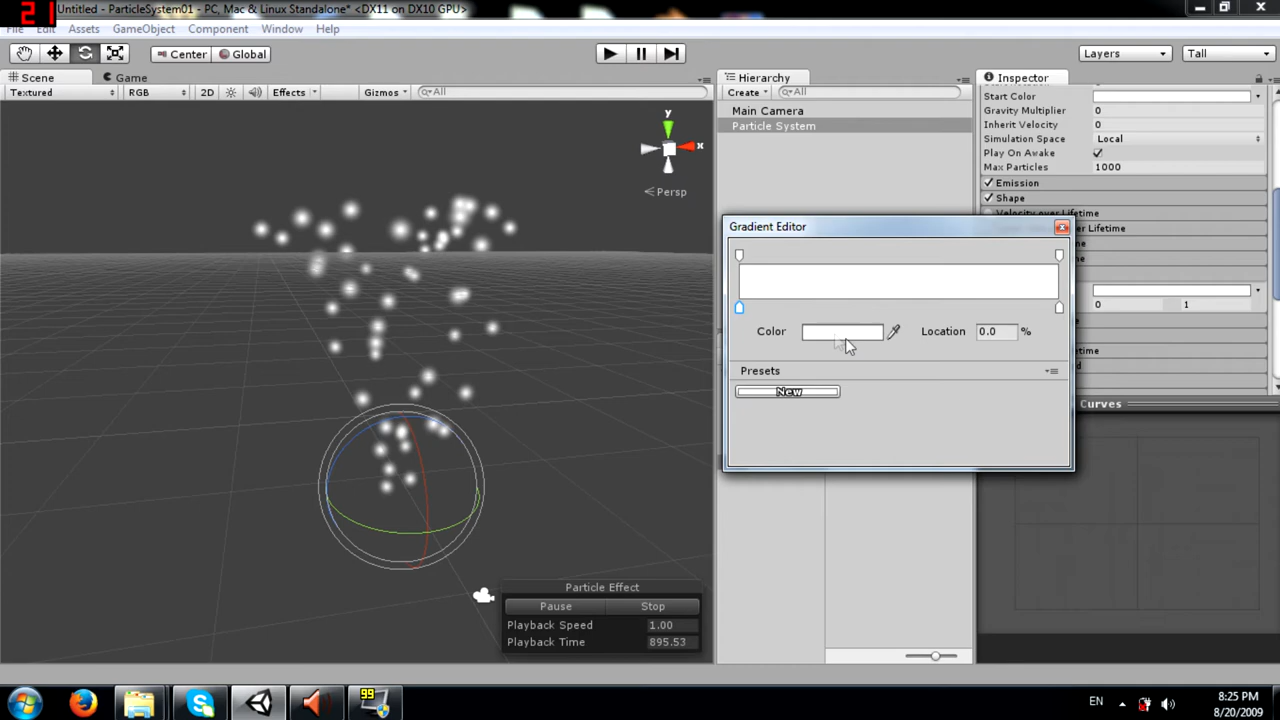 21
Untitled - ParticleSystem01 - PC, Mac & Linux Standalone* <DX11 on DX10 GPU>
File Edit Assets GameObject Component Window Help
Center Global Layers Tall
Scene Game Hierarchy Inspector
Textured RGB 2D Effects Gizmos All Create All
Start Color
Main Camera
Gravity Multiplier 0
Particle System
Inherit Velocity 0
Simulation Space Local
Play On Awake
Max Particles 1000
Emission
Shape
Velocity over Lifetime
y
x
Persp
Gradient Editor
0 1
Color Location 0.0 %
Presets
New
Curves
Particle Effect
Pause Stop
Playback Speed 1.00
Playback Time 895.53
99
EN
8:25 PM
8/20/2009